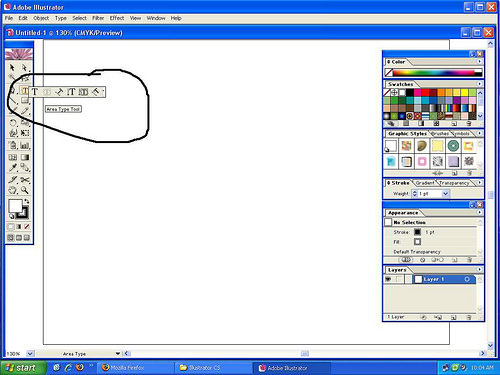 Adobe Illustrator
File Edit Object Type Select Filter Effect View Window Help
Untitled-1 @ 130% (CMYK/Preview)
Color
Swatches
Area Type Tool
Graphic Styles Brushes Symbols
Stroke Gradient Transparency
Weight: 1 pt
Appearance
No Selection
Stroke: 1 pt
Fill:
Default Transparency
Layers
Layer 1
1 Layer
130% Area Type
start Mozilla Firefox Illustrator CS Adobe Illustrator 10:04 AM